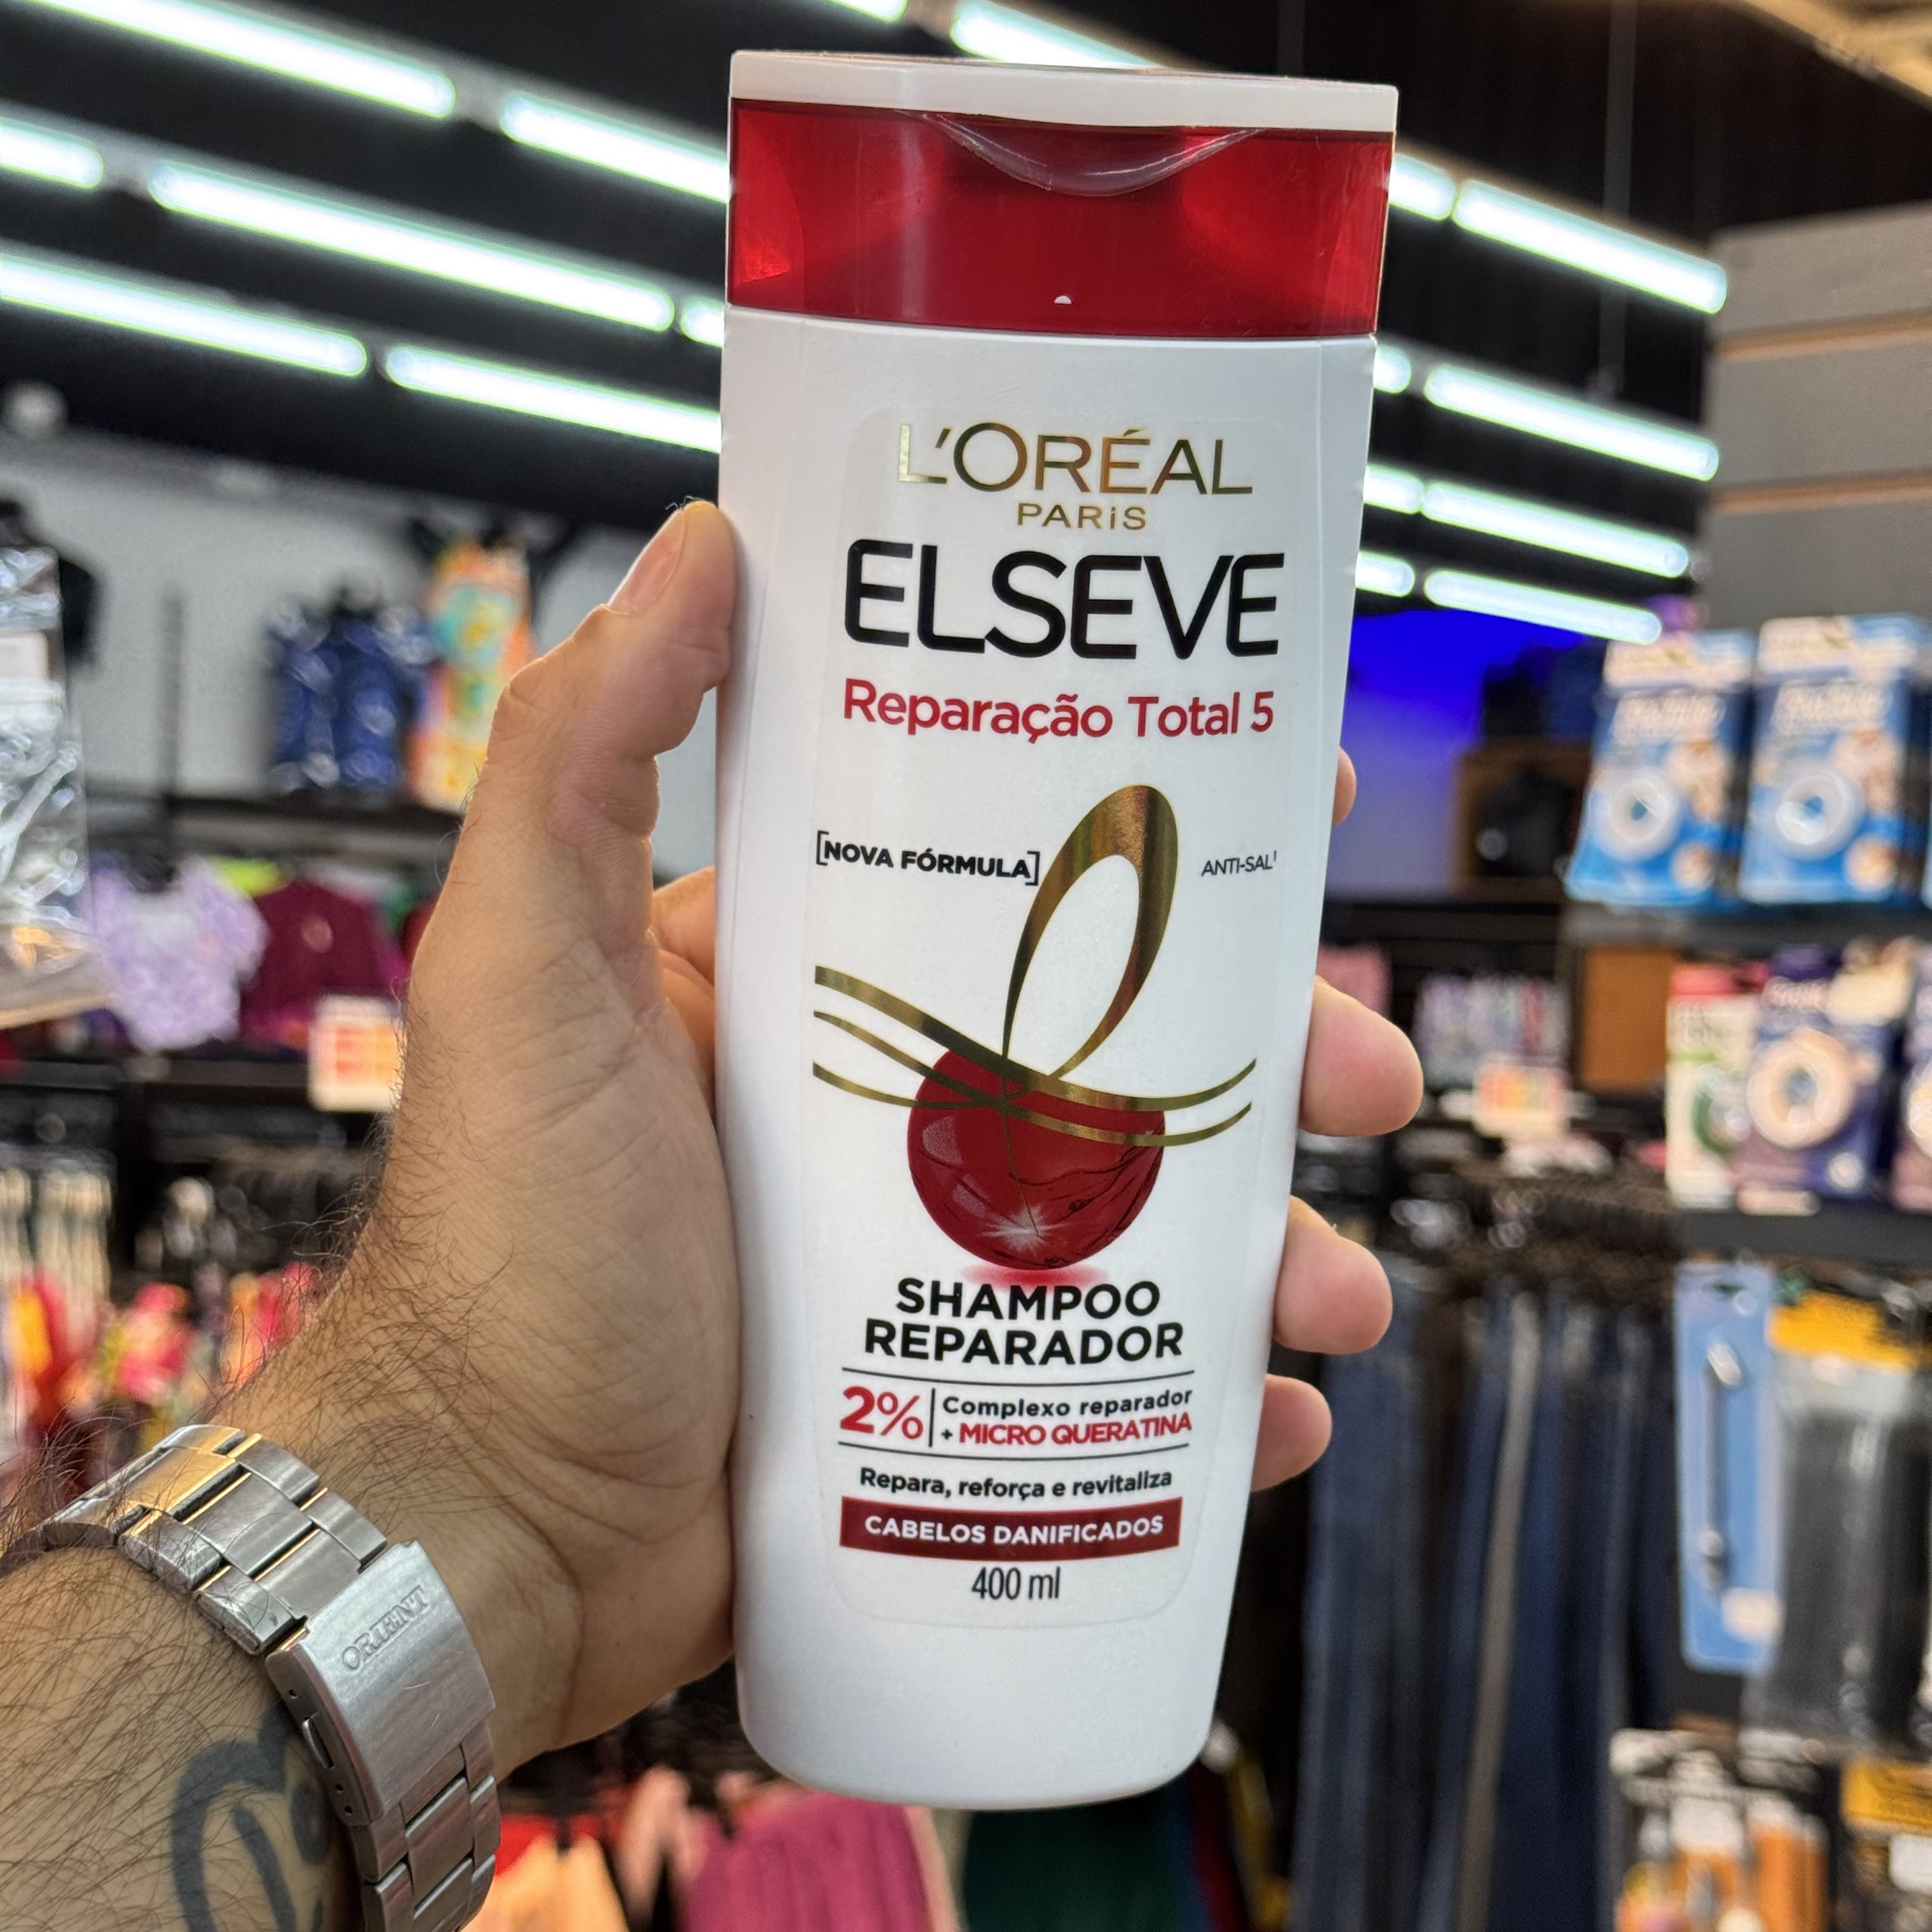 L'ORÉAL
PARiS
ELSEVE
Reparação Total 5
[NOVA FÓRMULA]
ANTI-SAL¹
SHAMPOO
REPARADOR
2% Complexo reparador
+ MICRO QUERATINA
Repara, reforça e revitaliza
CABELOS DANIFICADOS
400 ml
ORIENT